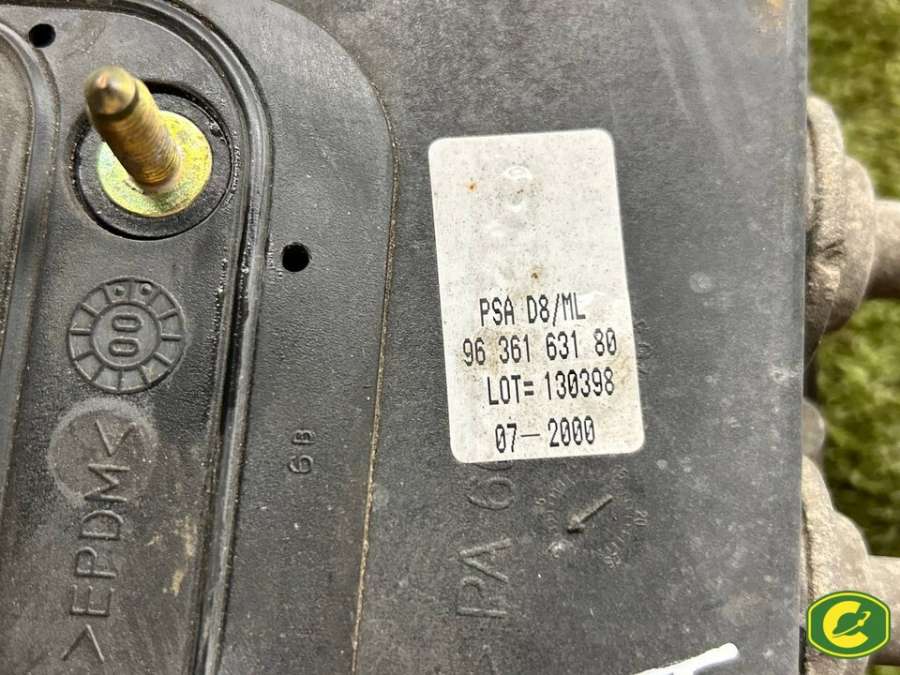 PSA D8/ML
96 361 631 80
LOT= 130398
07-2000
00
>EPDM<
6B
PA 6